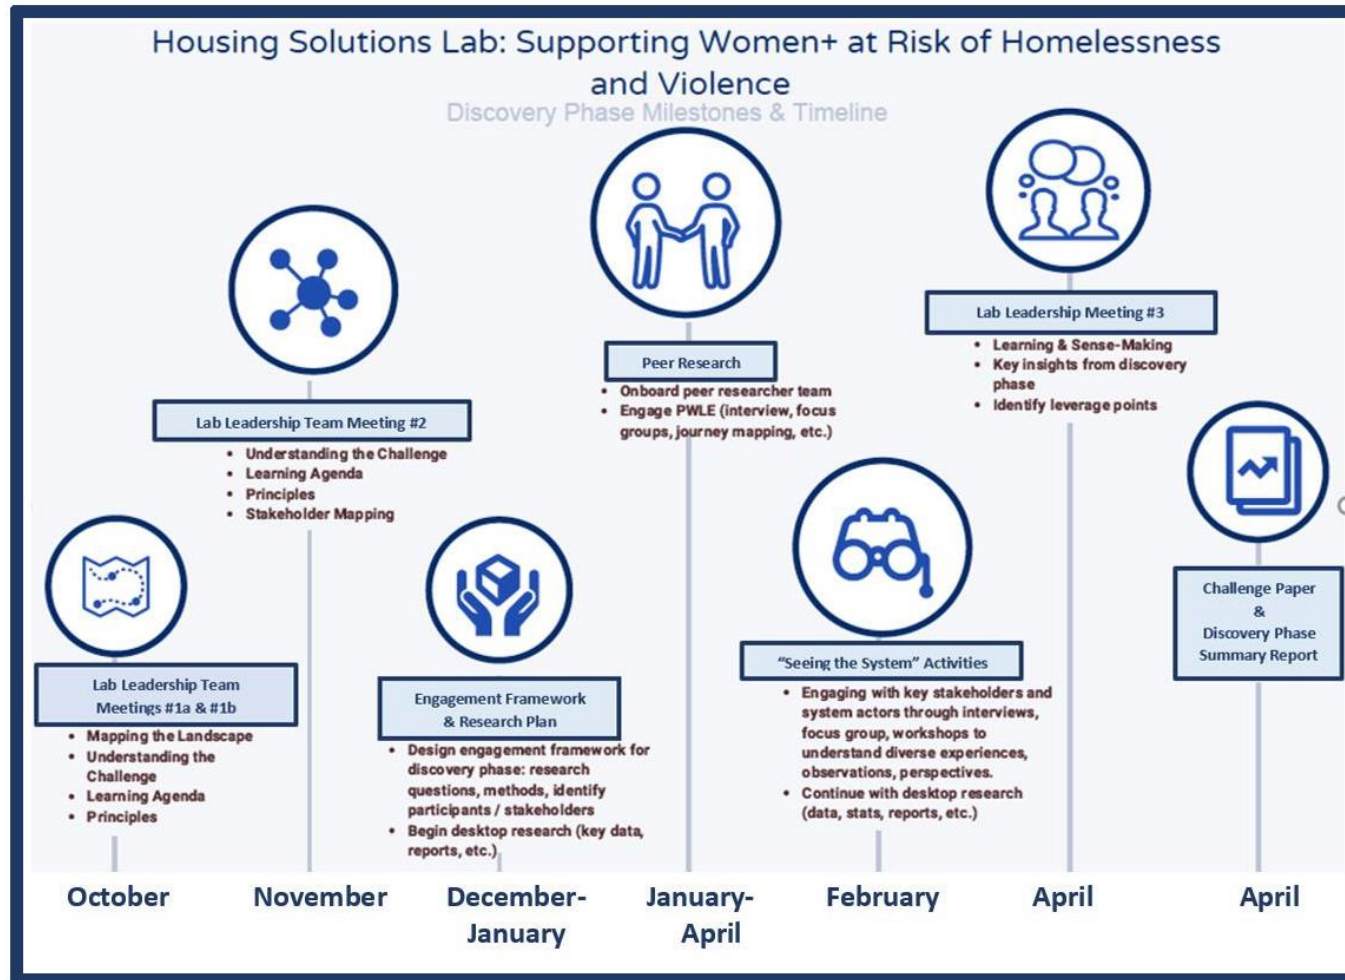 Housing Solutions Lab: Supporting Women+ at Risk of Homelessness
and Violence
Discovery Phase Milestones & Timeline
Lab Leadership Team
Meetings #1a & #1b
• Mapping the Landscape
• Understanding the
Challenge
• Learning Agenda
• Principles
October
Lab Leadership Team Meeting #2
• Understanding the Challenge
• Learning Agenda
• Principles
• Stakeholder Mapping
November
Engagement Framework
& Research Plan
• Design engagement framework for
discovery phase: research
questions, methods, identify
participants / stakeholders
• Begin desktop research (key data,
reports, etc.)
December-
January
Peer Research
• Onboard peer researcher team
• Engage PWLE (interview, focus
groups, journey mapping, etc.)
January-
April
“Seeing the System” Activities
• Engaging with key stakeholders and
system actors through interviews,
focus group, workshops to
understand diverse experiences,
observations, perspectives.
• Continue with desktop research
(data, stats, reports, etc.)
February
Lab Leadership Meeting #3
• Learning & Sense-Making
• Key insights from discovery
phase
• Identify leverage points
April
Challenge Paper
&
Discovery Phase
Summary Report
April